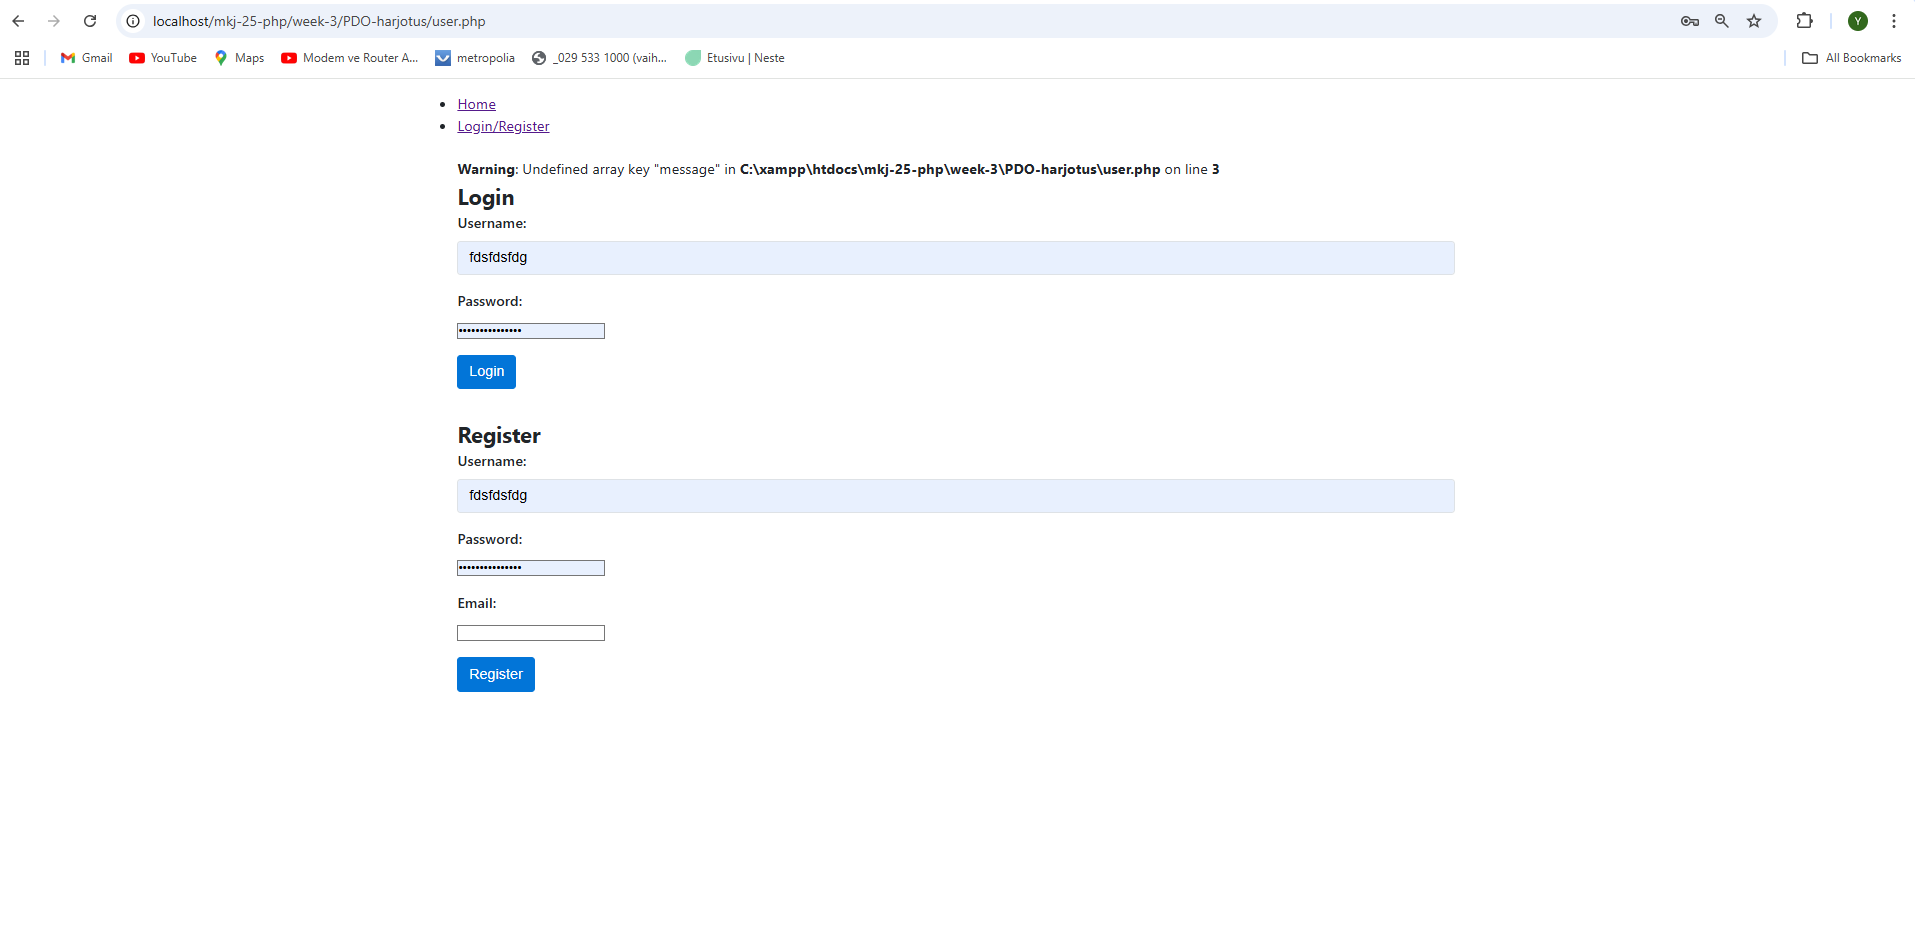 localhost/mkj-25-php/week-3/PDO-harjotus/user.php
Y
Gmail YouTube Maps Modem ve Router A... metropolia _029 533 1000 (vaih... Etusivu | Neste All Bookmarks
• Home
• Login/Register
Warning: Undefined array key "message" in C:\xampp\htdocs\mkj-25-php\week-3\PDO-harjotus\user.php on line 3
Login
Username:
fdsfdsfdg
Password:
•••••••••••••••
Login
Register
Username:
fdsfdsfdg
Password:
•••••••••••••••
Email:
Register